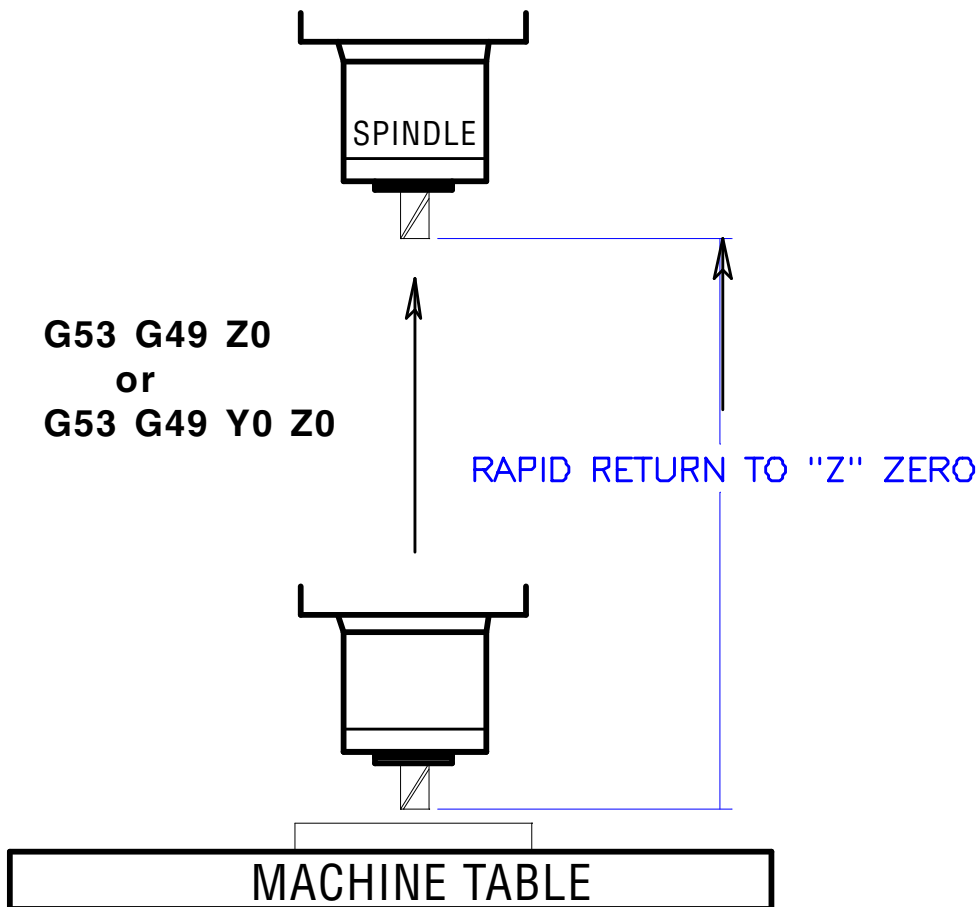 SPINDLE
G53 G49 Z0
or
G53 G49 Y0 Z0
RAPID RETURN TO "Z" ZERO
MACHINE TABLE